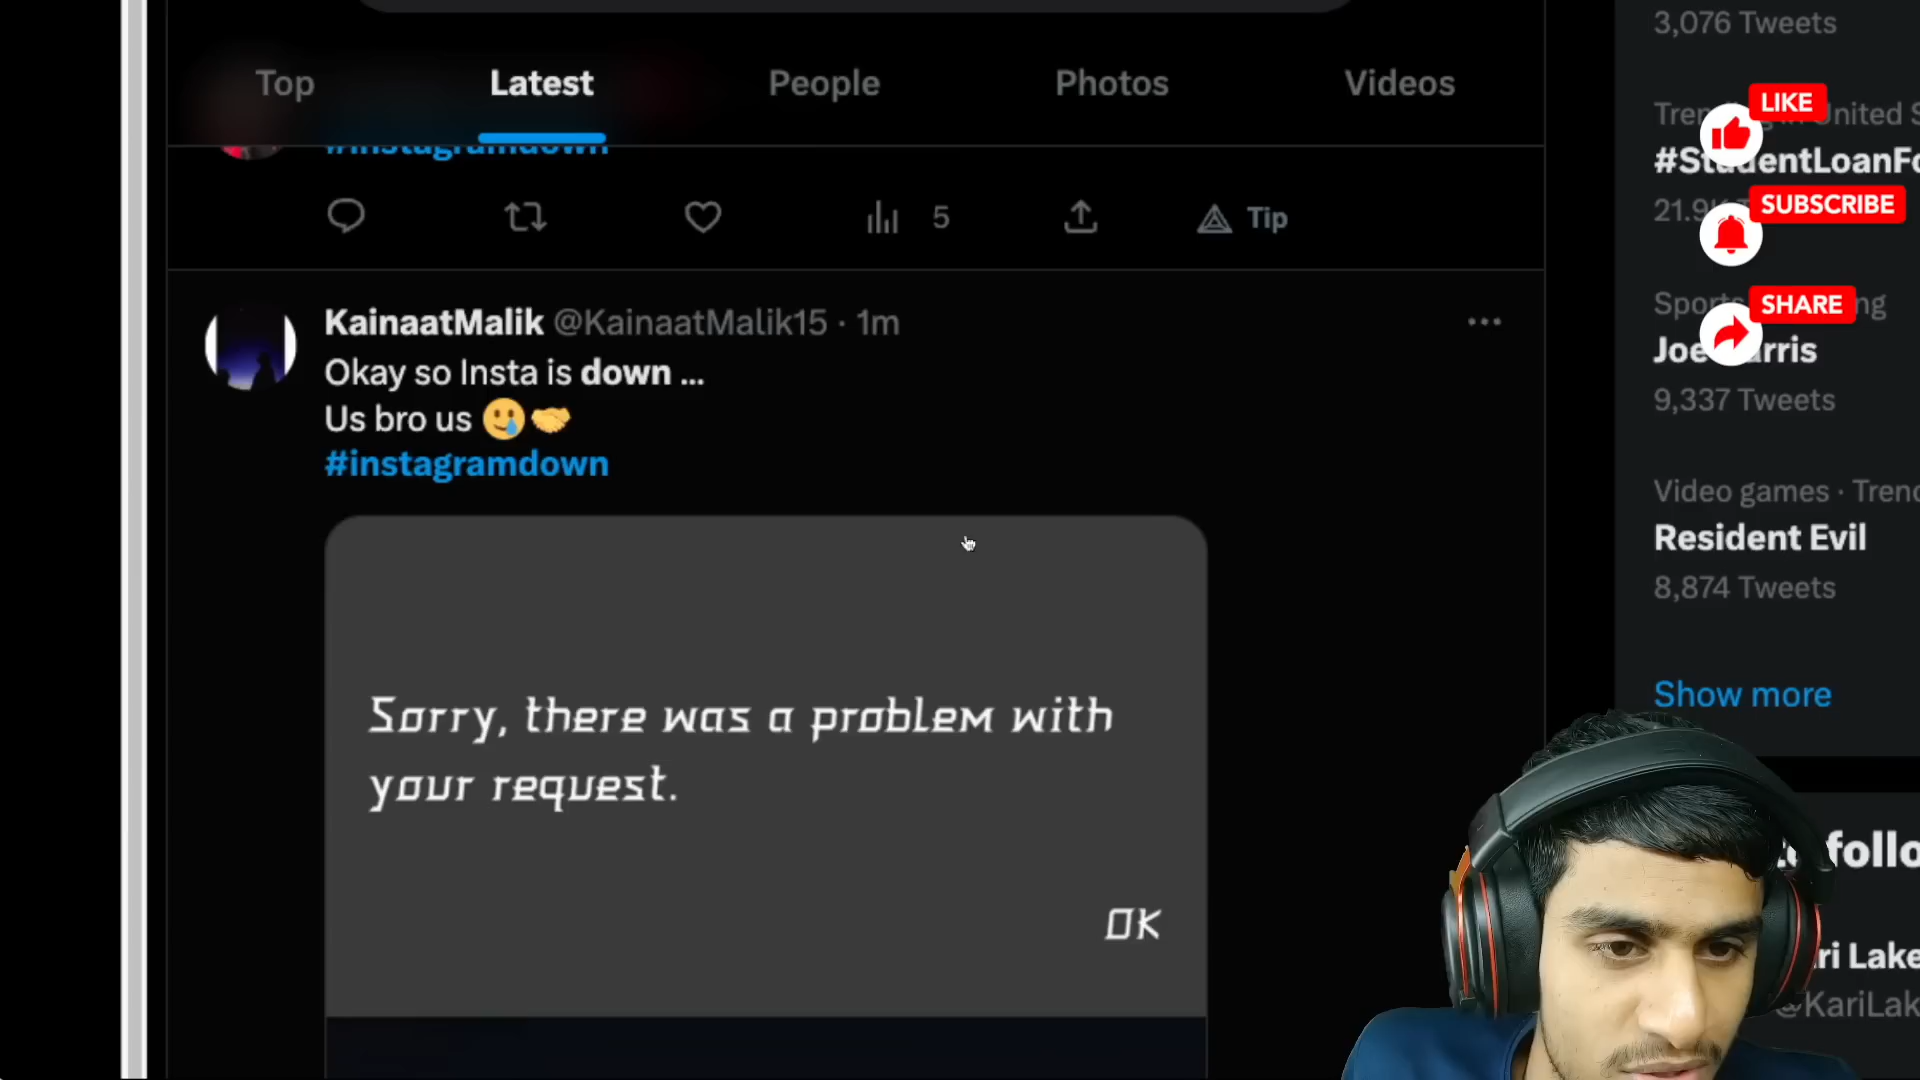 3,076 Tweets
Top Latest People Photos Videos
LIKE
#instagramdown
SUBSCRIBE
5
Tip
SHARE
9,337 Tweets
KainaatMalik @KainaatMalik15 · 1m
Okay so Insta is down ...
Us bro us
#instagramdown
Video games ·
Resident Evil
8,874 Tweets
Show more
Sorry, there was a problem with
your request.
OK